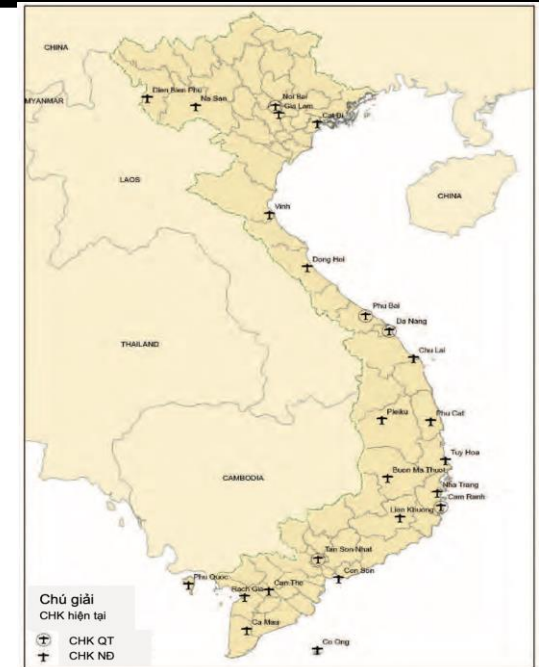 CHINA
Dien Bien Phu
Na San
Noi Bai
Gia Lam
Cat Bi
MYANMAR
LAOS
CHINA
Vinh
Dong Hoi
Phu Bai
Da Nang
THAILAND
Chu Lai
Pleiku
Phu Cat
Tuy Hoa
CAMBODIA
Buon Ma Thuot
Nha Trang
Cam Ranh
Lien Khuong
Tan Son Nhat
Phu Quoc
Rach Gia
Can Tho
Con Son
Ca Mau
Co Ong
Chú giải
CHK hiện tại
CHK QT
CHK NĐ